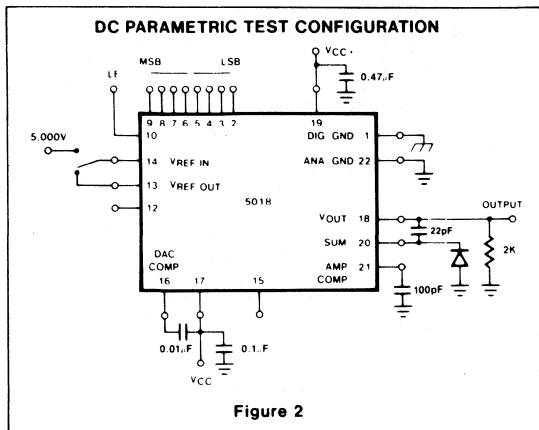 DC PARAMETRIC TEST CONFIGURATION
VCC+
MSB LSB
0.47µF
LE
9 8 7 6 5 4 3 2
19
5.000V
10
DIG GND 1
14 VREF IN
ANA GND 22
13 VREF OUT
12
5018
VOUT 18
OUTPUT
22pF
SUM 20
2K
DAC COMP
AMP COMP 21
16 17 15
100pF
0.01µF
0.1µF
VCC
Figure 2